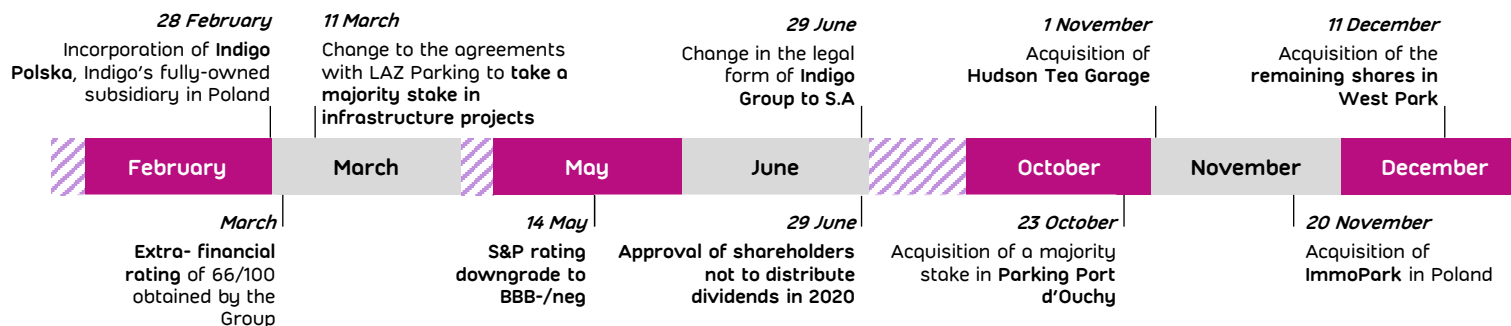 28 February
Incorporation of Indigo
Polska, Indigo's fully-owned
subsidiary in Poland
11 March
Change to the agreements
with LAZ Parking to take a
majority stake in
infrastructure projects
29 June
Change in the legal
form of Indigo
Group to S.A
1 November
Acquisition of
Hudson Tea Garage
11 December
Acquisition of the
remaining shares in
West Park
February
March
May
June
October
November
December
March
Extra- financial
rating of 66/100
obtained by the
Group
14 May
S&P rating
downgrade to
BBB-/neg
29 June
Approval of shareholders
not to distribute
dividends in 2020
23 October
Acquisition of a majority
stake in Parking Port
d'Ouchy
20 November
Acquisition of
ImmoPark in Poland